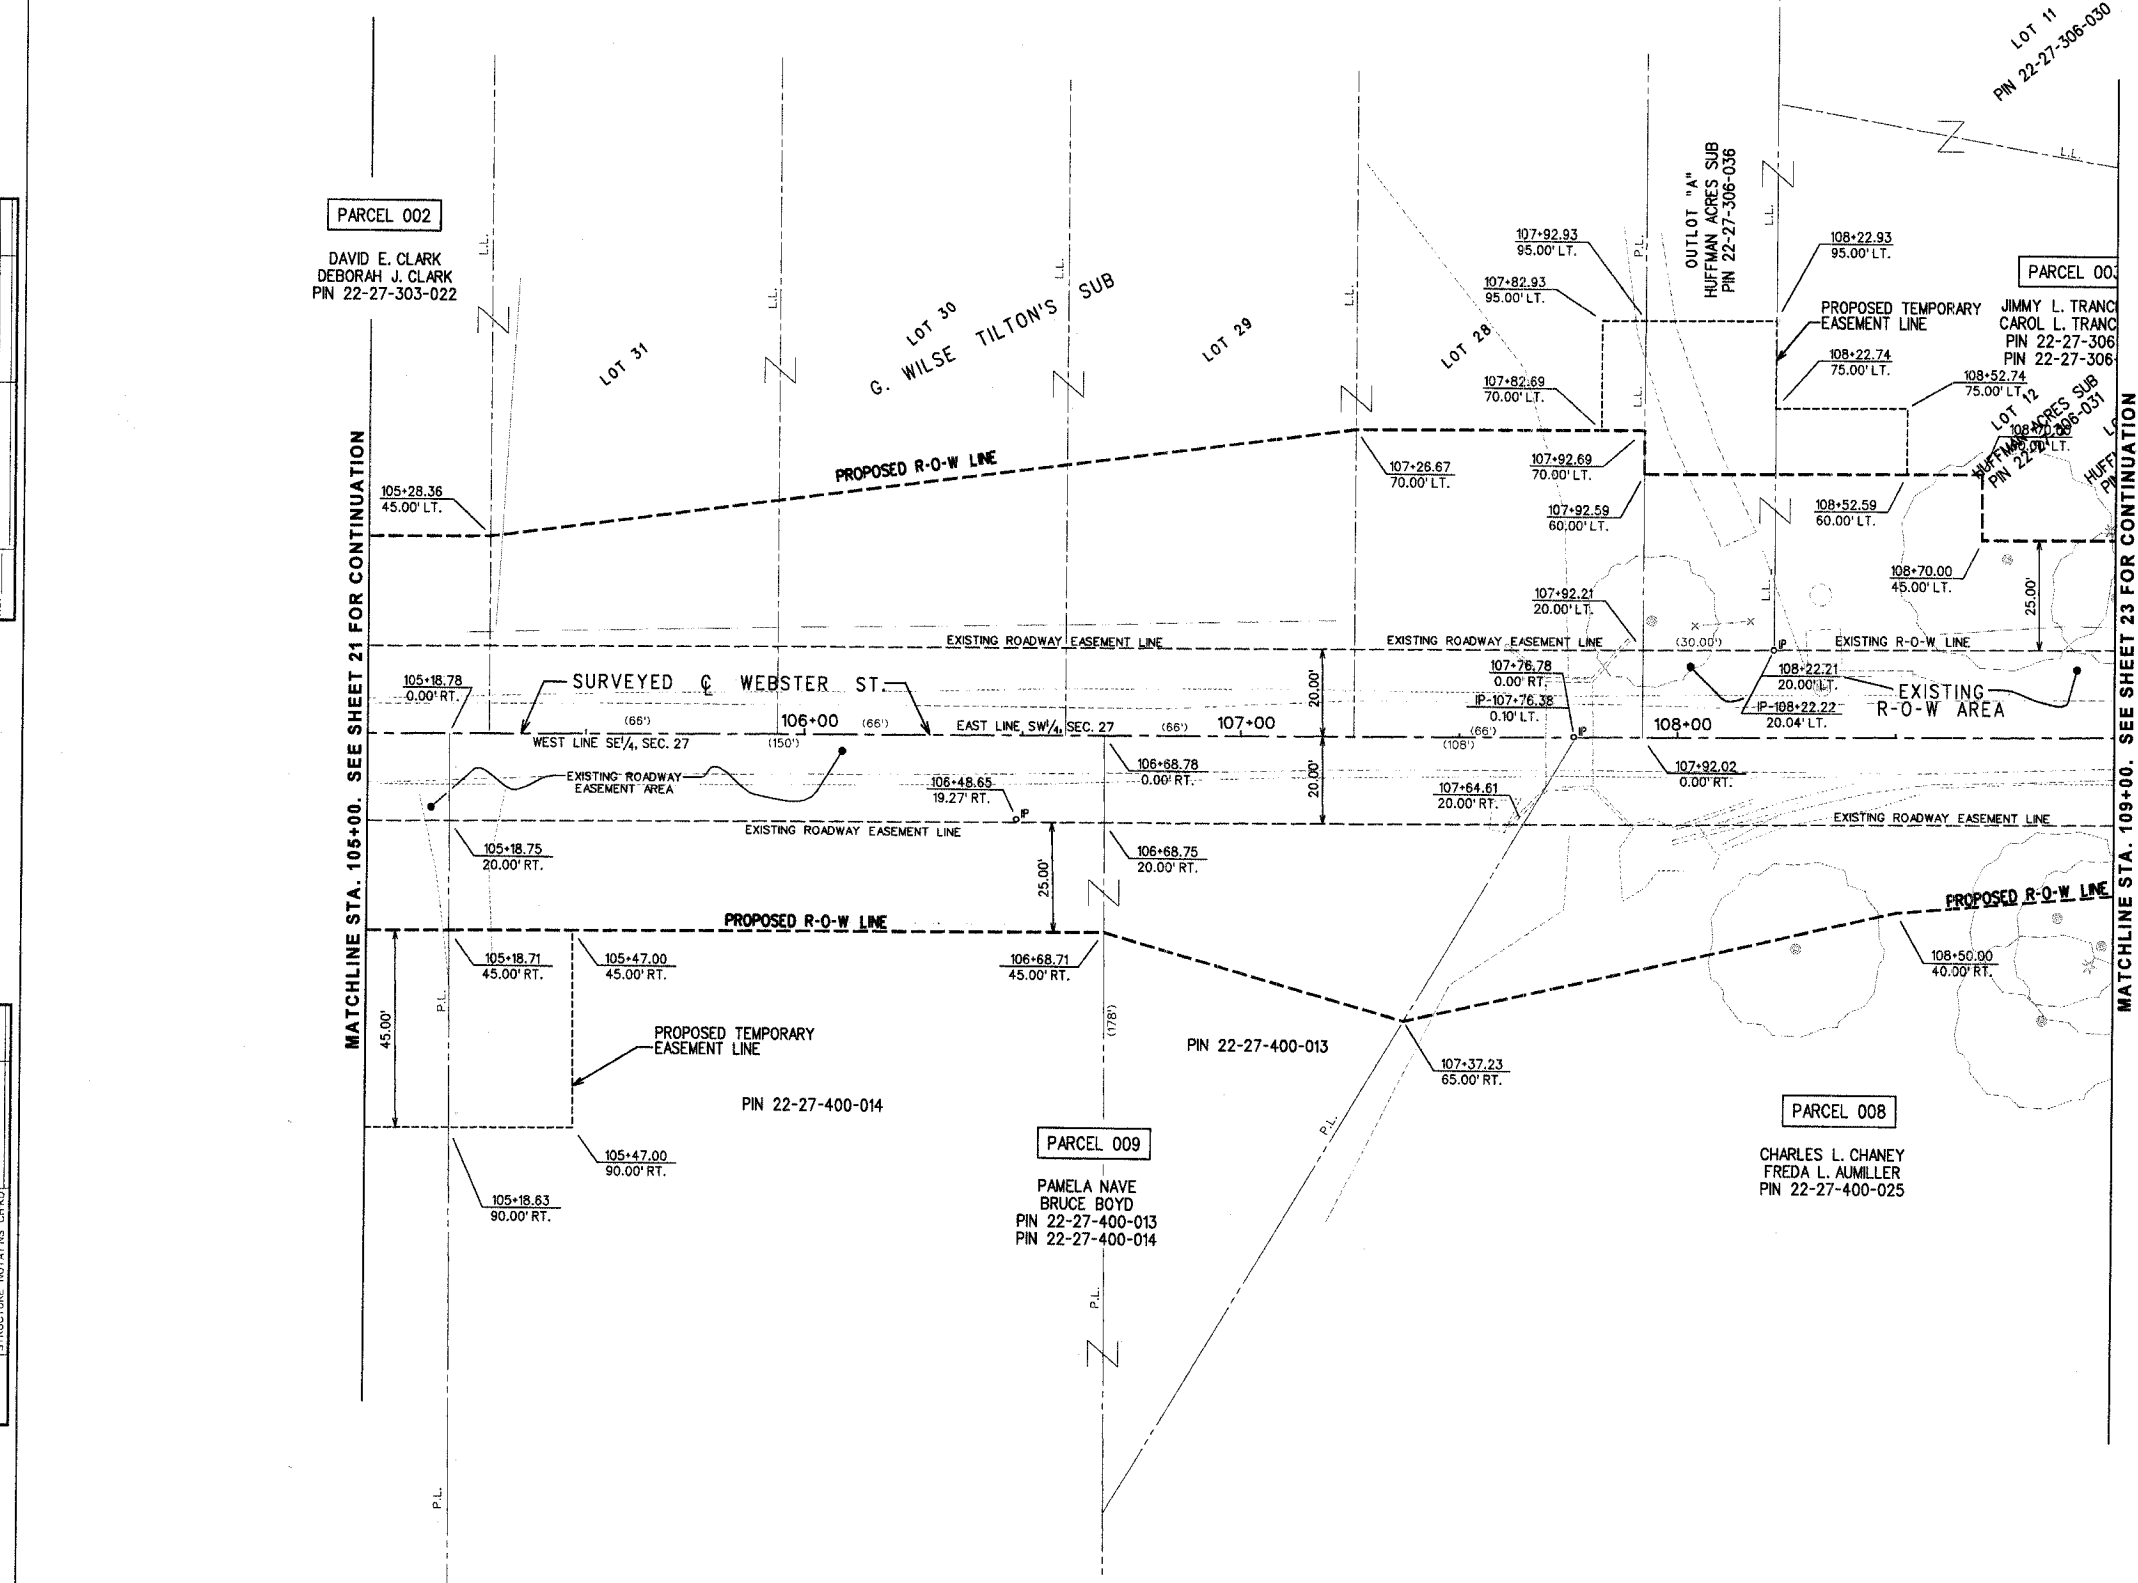 LOT 11
PIN 22-27-306-030
PARCEL 002
DAVID E. CLARK
DEBORAH J. CLARK
PIN 22-27-303-022
L.L.
L.L.
L.L.
L.L.
P.L.
L.L.
L.L.
L.L.
L.L.
OUTLOT "A"
HUFFMAN ACRES SUB
PIN 22-27-306-036
107+92.93
95.00' LT.
108+22.93
95.00' LT.
107+82.93
95.00' LT.
PROPOSED TEMPORARY
EASEMENT LINE
PARCEL 003
JIMMY L. TRANC
CAROL L. TRANC
PIN 22-27-306
PIN 22-27-306-
LOT 31
LOT 30
G. WILSE TILTON'S SUB
LOT 29
LOT 28
108+22.74
75.00' LT.
108+52.74
75.00' LT.
107+82.69
70.00' LT.
LOT 12
HUFFMAN ACRES SUB
PIN 22-27-306-031
HUFF
PIN
PROPOSED R-O-W LINE
107+26.67
70.00' LT.
107+92.69
70.00' LT.
105+28.36
45.00' LT.
107+92.59
60.00' LT.
108+52.59
60.00' LT.
108+70.00
45.00' LT.
25.00'
107+92.21
20.00' LT.
EXISTING ROADWAY EASEMENT LINE
EXISTING ROADWAY EASEMENT LINE
(30.00')
IP
EXISTING R-O-W LINE
105+18.78
0.00' RT.
SURVEYED ℄ WEBSTER ST.
20.00'
107+76.78
0.00' RT.
IP-107+76.38
0.10' LT.
108+22.21
20.00' LT.
IP-108+22.22
20.04' LT.
EXISTING
R-O-W AREA
(66')
106+00
(66')
EAST LINE, SW¼, SEC. 27
(66')
107+00
(66')
IP
108+00
WEST LINE SE¼, SEC. 27
(150')
(108')
EXISTING ROADWAY
EASEMENT AREA
106+48.65
19.27' RT.
IP
106+68.78
0.00' RT.
20.00'
107+64.61
20.00' RT.
107+92.02
0.00' RT.
EXISTING ROADWAY EASEMENT LINE
EXISTING ROADWAY EASEMENT LINE
105+18.75
20.00' RT.
106+68.75
20.00' RT.
25.00'
PROPOSED R-O-W LINE
PROPOSED R-O-W LINE
105+18.71
45.00' RT.
105+47.00
45.00' RT.
106+68.71
45.00' RT.
108+50.00
40.00' RT.
P.L.
45.00'
PROPOSED TEMPORARY
EASEMENT LINE
(178')
PIN 22-27-400-013
107+37.23
65.00' RT.
PIN 22-27-400-014
P.L.
PARCEL 008
CHARLES L. CHANEY
FREDA L. AUMILLER
PIN 22-27-400-025
PARCEL 009
PAMELA NAVE
BRUCE BOYD
PIN 22-27-400-013
PIN 22-27-400-014
105+47.00
90.00' RT.
105+18.63
90.00' RT.
P.L.
P.L.
MATCHLINE STA. 105+00. SEE SHEET 21 FOR CONTINUATION
MATCHLINE STA. 109+00. SEE SHEET 23 FOR CONTINUATION